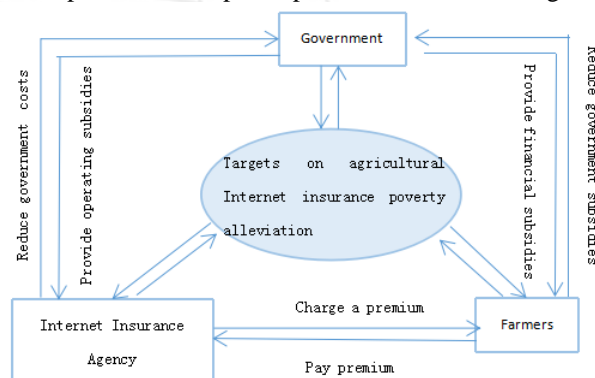 Government
Reduce government costs
Provide operating subsidies
Provide financial subsidies
Reduce government subsidies
Targets on agricultural
Internet insurance poverty
alleviation
Charge a premium
Internet Insurance
Agency
Farmers
Pay premium